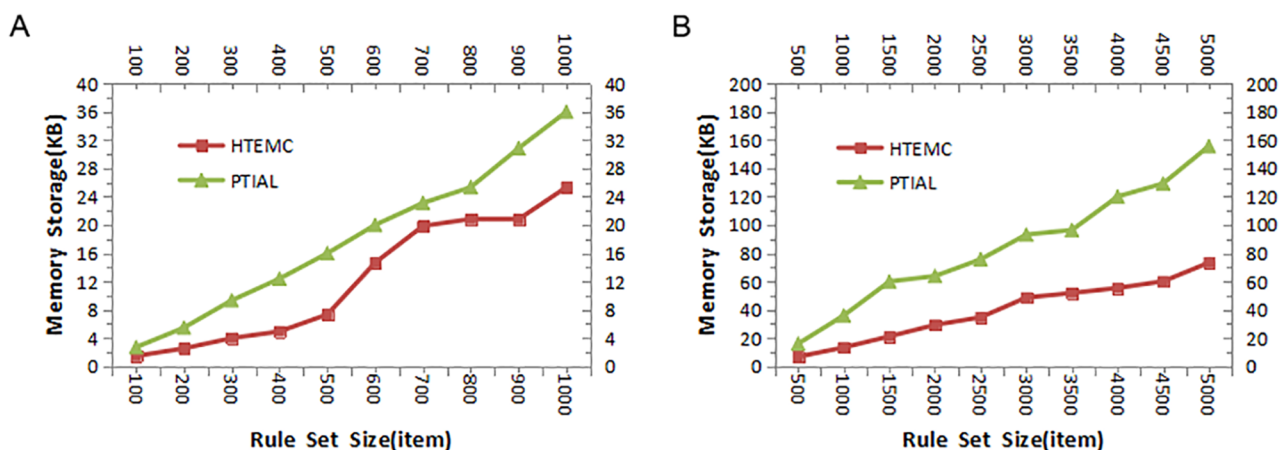 A
100 200 300 400 500 600 700 800 900 1000
40 40
36 36
32 32
28 28
24 24
20 20
16 16
12 12
8 8
4 4
0 0
HTEMC
PTIAL
Memory Storage(KB)
100 200 300 400 500 600 700 800 900 1000
Rule Set Size(item)
B
500 1000 1500 2000 2500 3000 3500 4000 4500 5000
200 200
180 180
160 160
140 140
120 120
100 100
80 80
60 60
40 40
20 20
0 0
HTEMC
PTIAL
Memory Storage(KB)
500 1000 1500 2000 2500 3000 3500 4000 4500 5000
Rule Set Size(item)